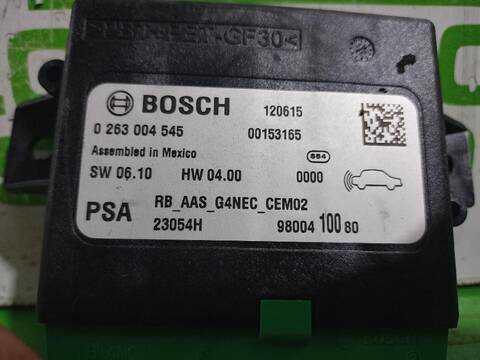 BOSCH 120615
0 263 004 545 00153165
Assembled in Mexico 554
SW 06.10 HW 04.00 0000
PSA RB_AAS_G4NEC_CEM02
23054H 98004 100 80